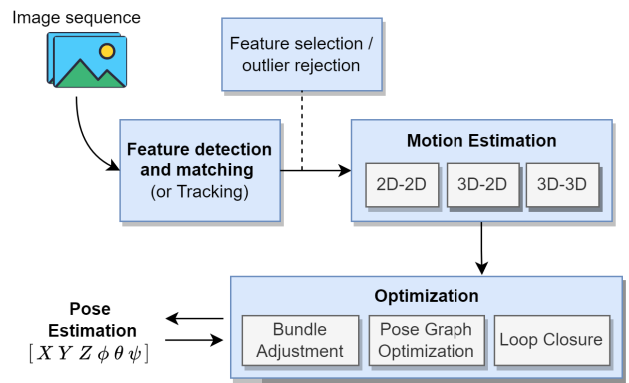 Image sequence
Feature selection /
outlier rejection
Feature detection
and matching
(or Tracking)
Motion Estimation
2D-2D
3D-2D
3D-3D
Optimization
Bundle
Adjustment
Pose Graph
Optimization
Loop Closure
Pose
Estimation
[ X Y Z ϕ θ ψ ]